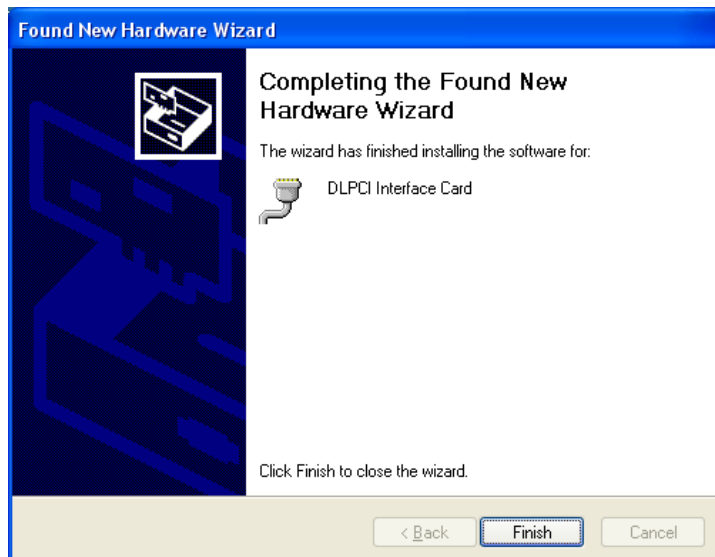 Found New Hardware Wizard
Completing the Found New
Hardware Wizard
The wizard has finished installing the software for:
DLPCI Interface Card
Click Finish to close the wizard.
< Back
Finish
Cancel